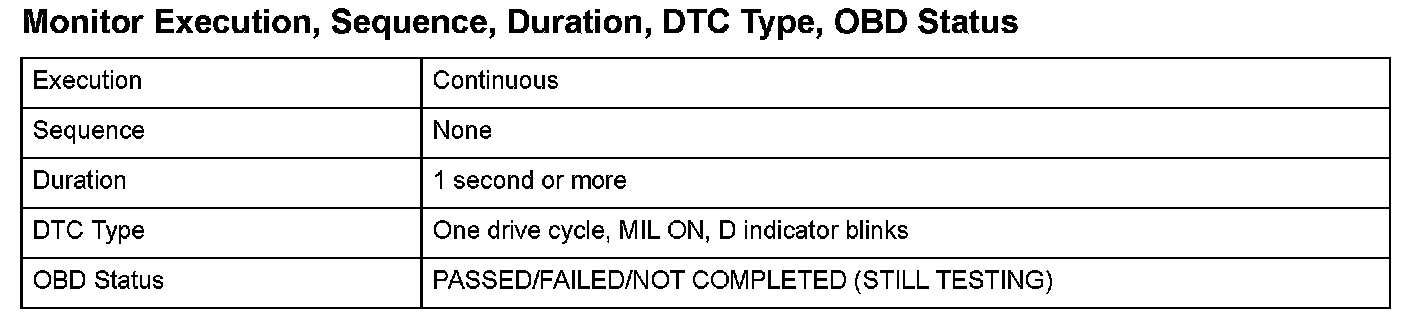 Monitor Execution, Sequence, Duration, DTC Type, OBD Status
Execution Continuous
Sequence None
Duration 1 second or more
DTC Type One drive cycle, MIL ON, D indicator blinks
OBD Status PASSED/FAILED/NOT COMPLETED (STILL TESTING)